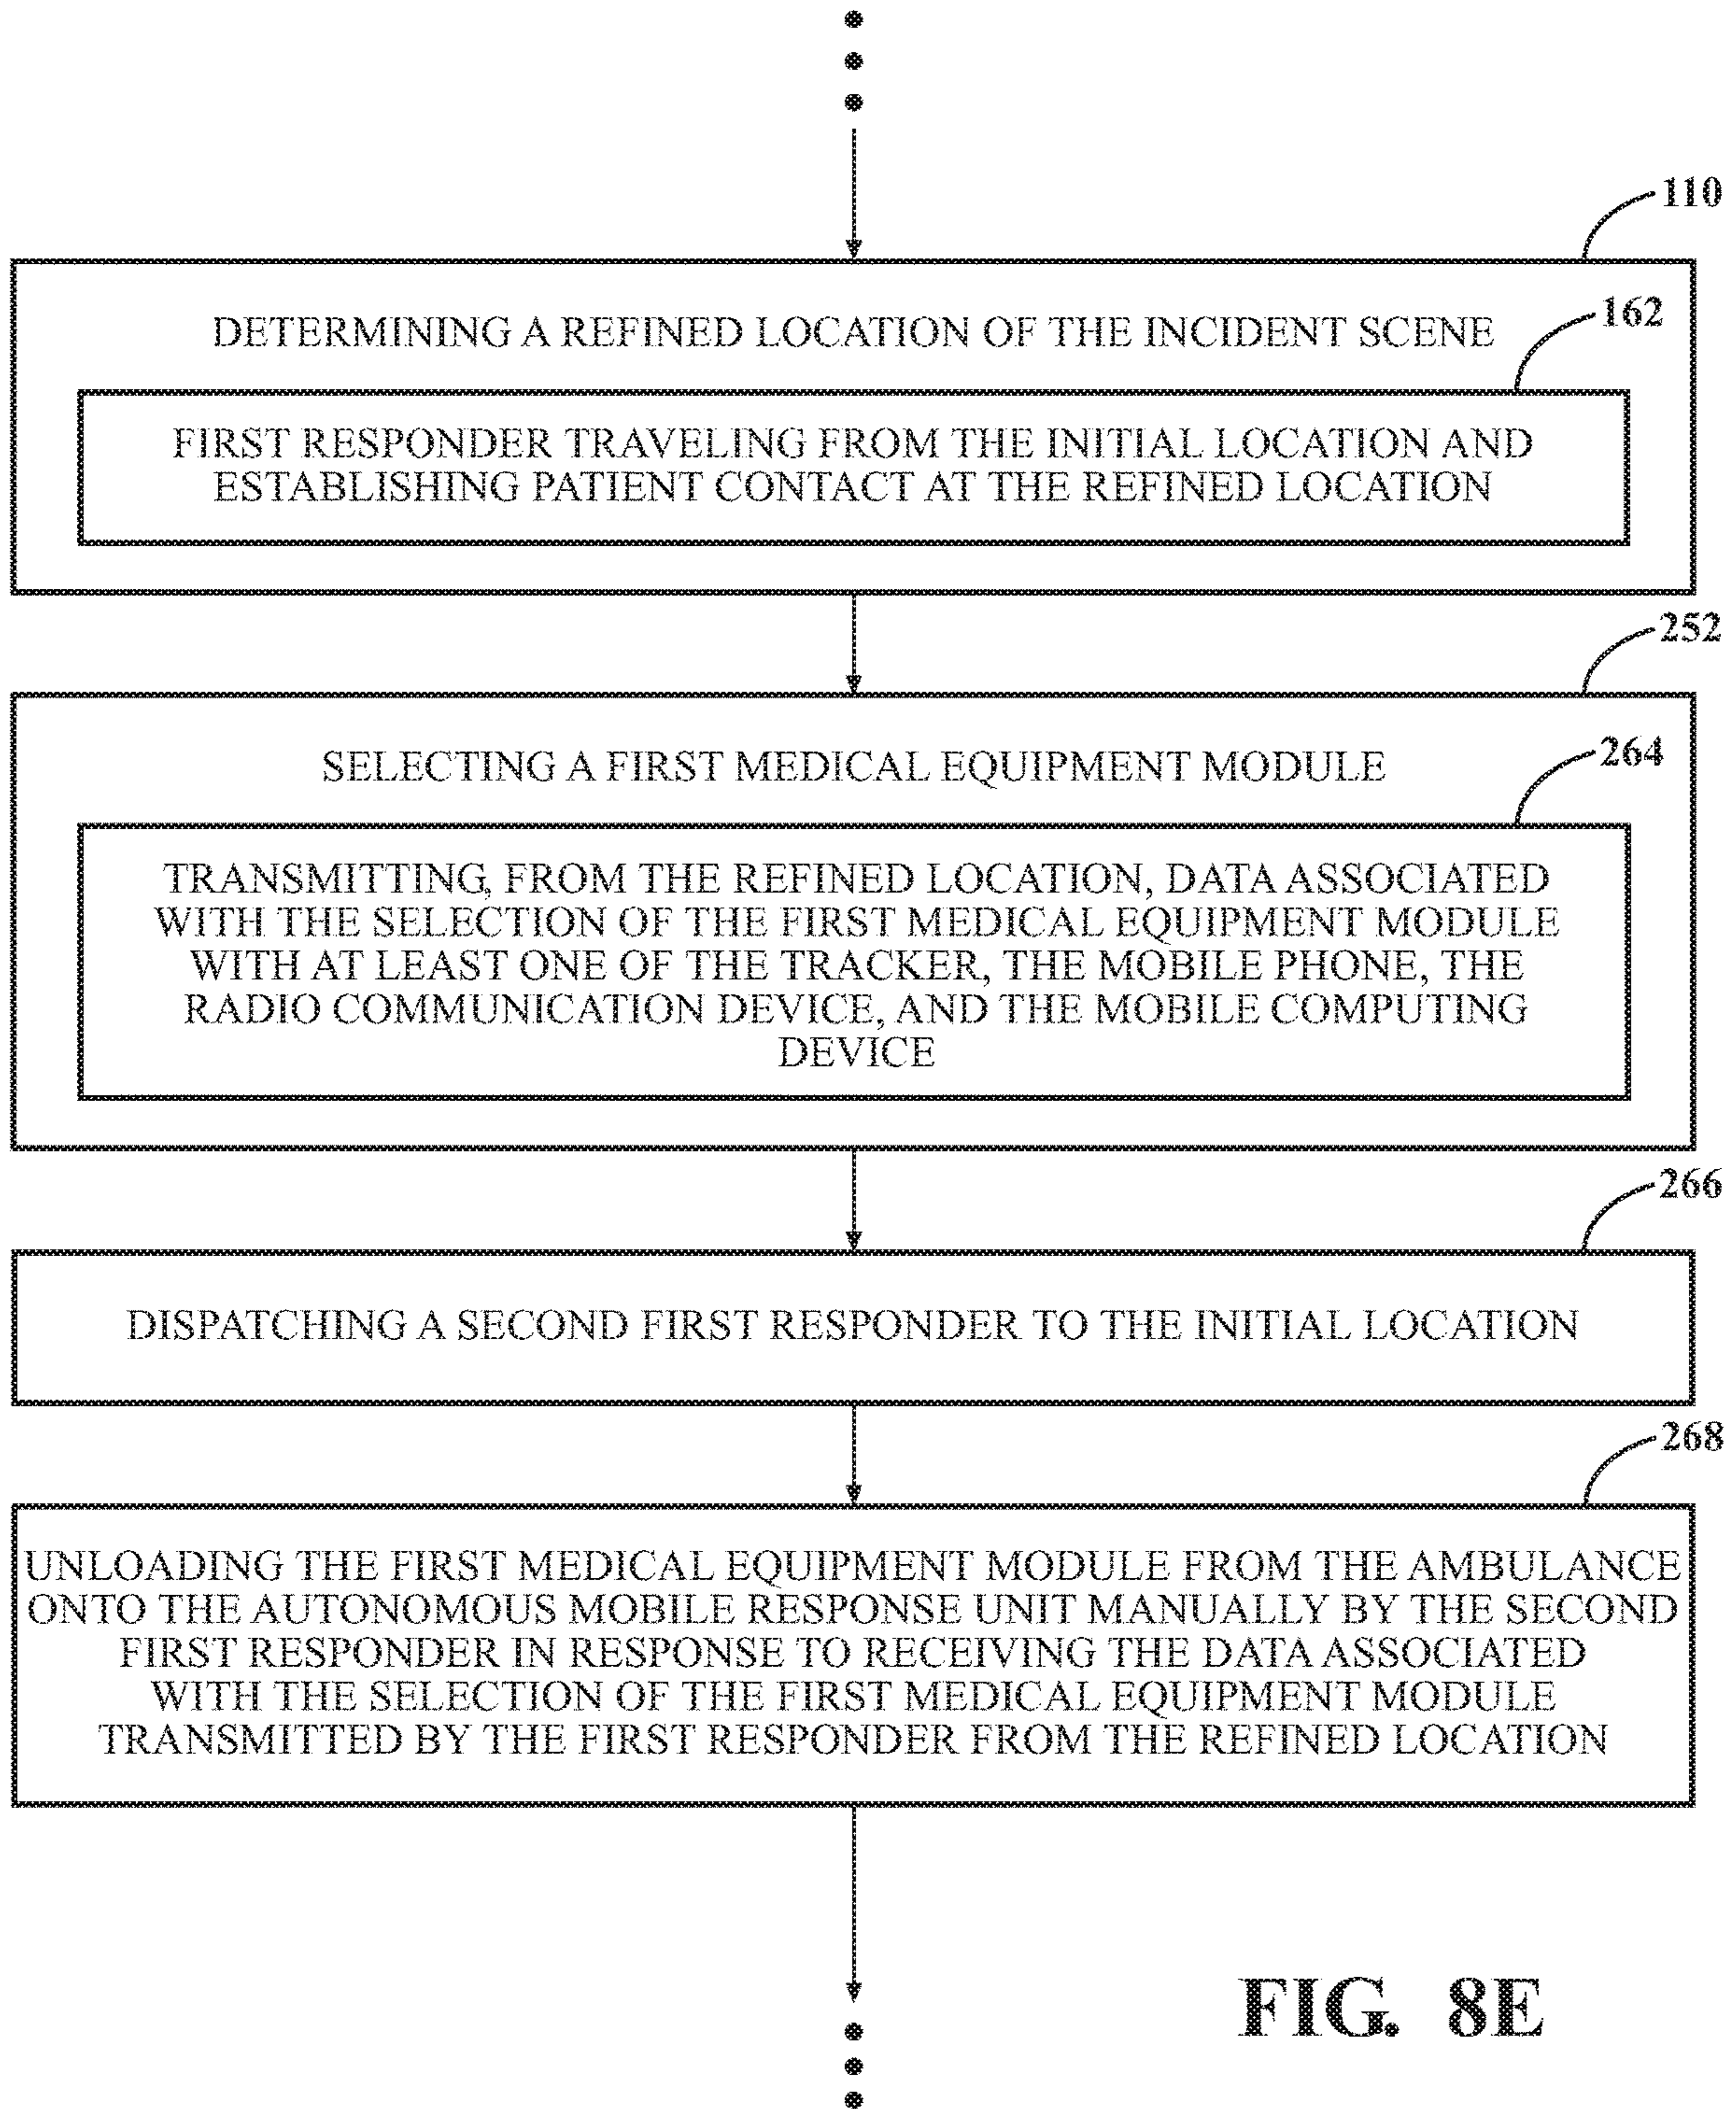 110
DETERMINING A REFINED LOCATION OF THE INCIDENT SCENE
162
FIRST RESPONDER TRAVELING FROM THE INITIAL LOCATION AND
ESTABLISHING PATIENT CONTACT AT THE REFINED LOCATION
252
SELECTING A FIRST MEDICAL EQUIPMENT MODULE
264
TRANSMITTING, FROM THE REFINED LOCATION, DATA ASSOCIATED
WITH THE SELECTION OF THE FIRST MEDICAL EQUIPMENT MODULE
WITH AT LEAST ONE OF THE TRACKER, THE MOBILE PHONE, THE
RADIO COMMUNICATION DEVICE, AND THE MOBILE COMPUTING
DEVICE
266
DISPATCHING A SECOND FIRST RESPONDER TO THE INITIAL LOCATION
268
UNLOADING THE FIRST MEDICAL EQUIPMENT MODULE FROM THE AMBULANCE
ONTO THE AUTONOMOUS MOBILE RESPONSE UNIT MANUALLY BY THE SECOND
FIRST RESPONDER IN RESPONSE TO RECEIVING THE DATA ASSOCIATED
WITH THE SELECTION OF THE FIRST MEDICAL EQUIPMENT MODULE
TRANSMITTED BY THE FIRST RESPONDER FROM THE REFINED LOCATION
FIG. 8E